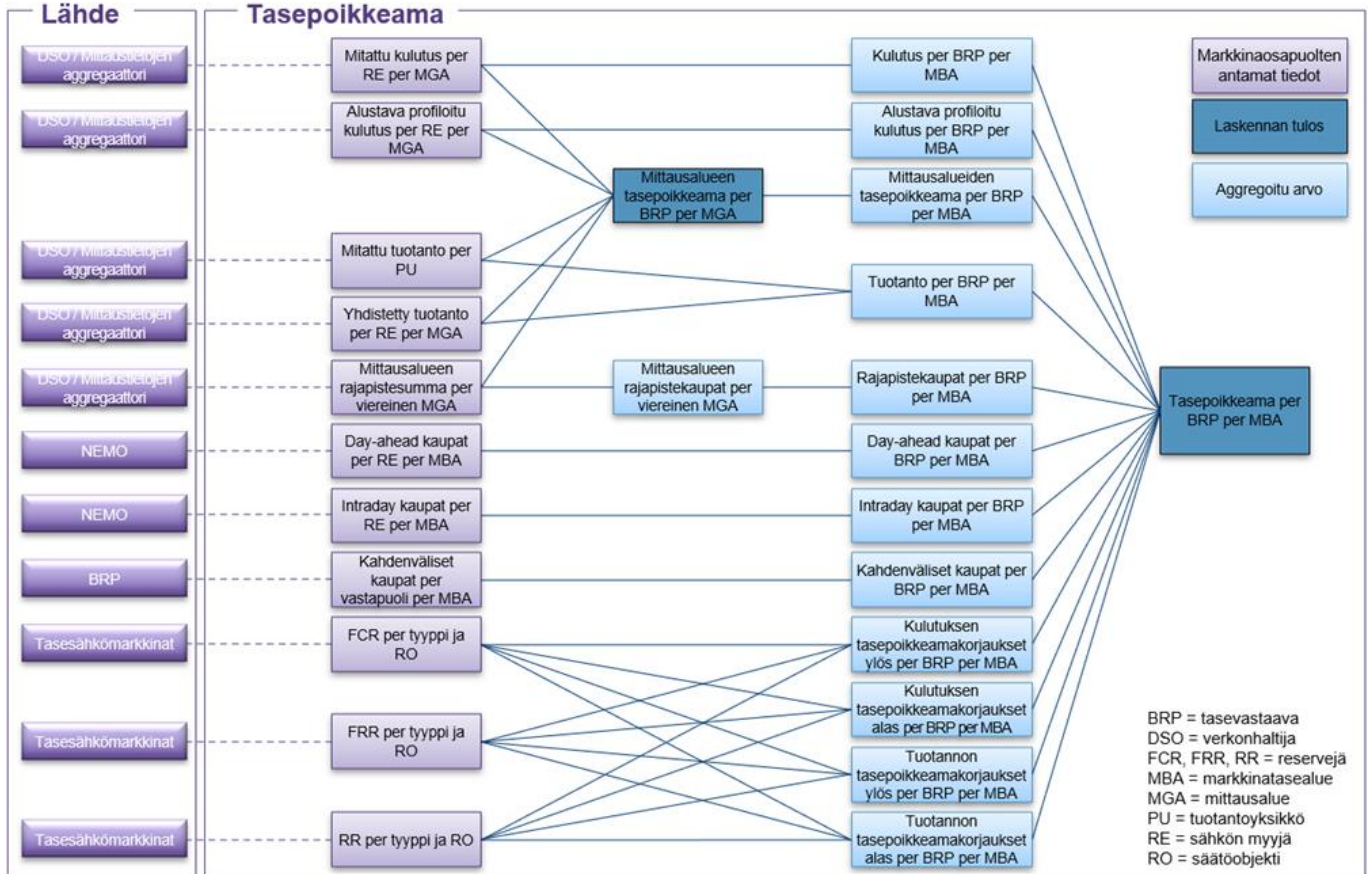 Lähde
Tasepoikkeama
DSO / Mittaustietojen
aggregaattori
Mitattu kulutus per
RE per MGA
Kulutus per BRP per
MBA
Markkinaosapuolten
antamat tiedot
DSO / Mittaustietojen
aggregaattori
Alustava profiloitu
kulutus per RE per
MGA
Alustava profiloitu
kulutus per BRP per
MBA
Laskennan tulos
Mittausalueen
tasepoikkeama per
BRP per MGA
Mittausalueiden
tasepoikkeama per BRP
per MBA
Aggregoitu arvo
DSO / Mittaustietojen
aggregaattori
Mitattu tuotanto per
PU
Tuotanto per BRP per
MBA
DSO / Mittaustietojen
aggregaattori
Yhdistetty tuotanto
per RE per MGA
DSO / Mittaustietojen
aggregaattori
Mittausalueen
rajapistesumma per
viereinen MGA
Mittausalueen
rajapistekaupat per
viereinen MGA
Rajapistekaupat per BRP
per MBA
Tasepoikkeama per
BRP per MBA
NEMO
Day-ahead kaupat
per RE per MBA
Day-ahead kaupat per
BRP per MBA
NEMO
Intraday kaupat per
RE per MBA
Intraday kaupat per BRP
per MBA
BRP
Kahdenväliset
kaupat per
vastapuoli per MBA
Kahdenväliset kaupat per
BRP per MBA
Tasesähkömarkkinat
FCR per tyyppi ja
RO
Kulutuksen
tasepoikkeamakorjaukset
ylös per BRP per MBA
Kulutuksen
tasepoikkeamakorjaukset
alas per BRP per MBA
Tasesähkömarkkinat
FRR per tyyppi ja
RO
Tuotannon
tasepoikkeamakorjaukset
ylös per BRP per MBA
Tasesähkömarkkinat
RR per tyyppi ja RO
Tuotannon
tasepoikkeamakorjaukset
alas per BRP per MBA
BRP = tasevastaava
DSO = verkonhaltija
FCR, FRR, RR = reservejä
MBA = markkinatasealue
MGA = mittausalue
PU = tuotantoyksikkö
RE = sähkön myyjä
RO = säätöobjekti